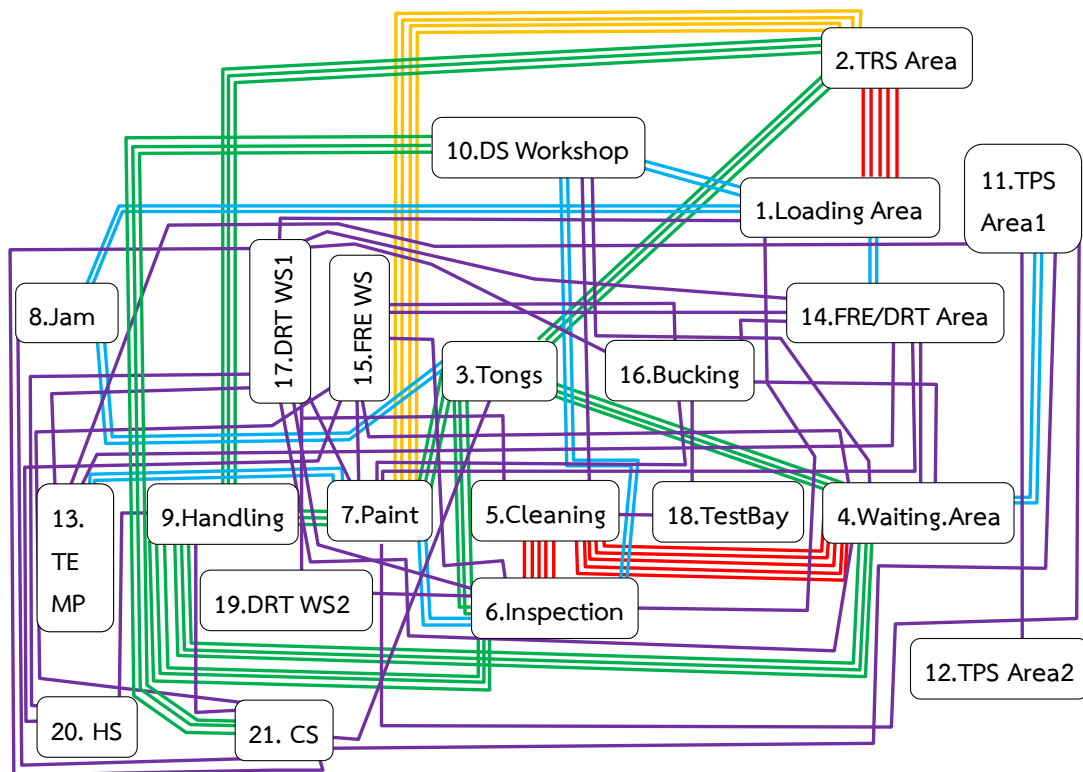 2.TRS Area
10.DS Workshop
11.TPS
Area1
1.Loading Area
17.DRT WS1
15.FRE WS
8.Jam
14.FRE/DRT Area
3.Tongs
16.Bucking
13.
TE
MP
9.Handling
7.Paint
5.Cleaning
18.TestBay
4.Waiting.Area
19.DRT WS2
6.Inspection
12.TPS Area2
20. HS
21. CS